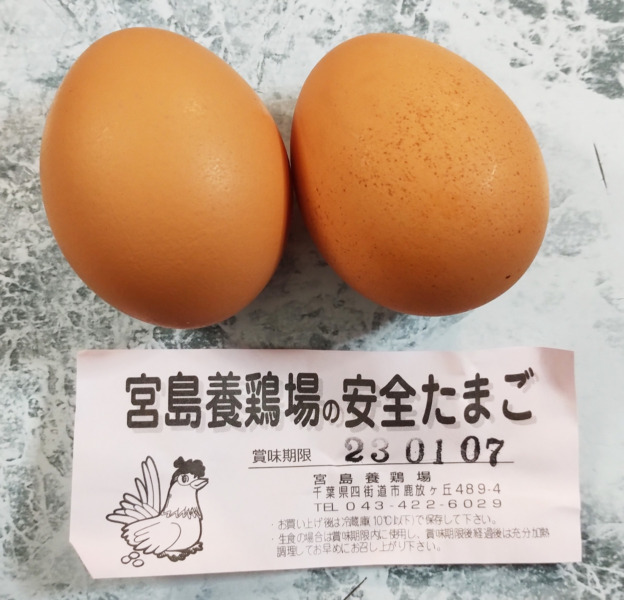 宮島養鶏場の安全たまご
賞味期限 23 01 07
宮島養鶏場
千葉県四街道市鹿放ヶ丘489-4
TEL 043-422-6029
・お買い上げ後は冷蔵庫(10℃以下)で保存して下さい。
・生食の場合は賞味期限内に使用し、賞味期限後経過後は充分加熱
調理してお早めにお召し上がり下さい。